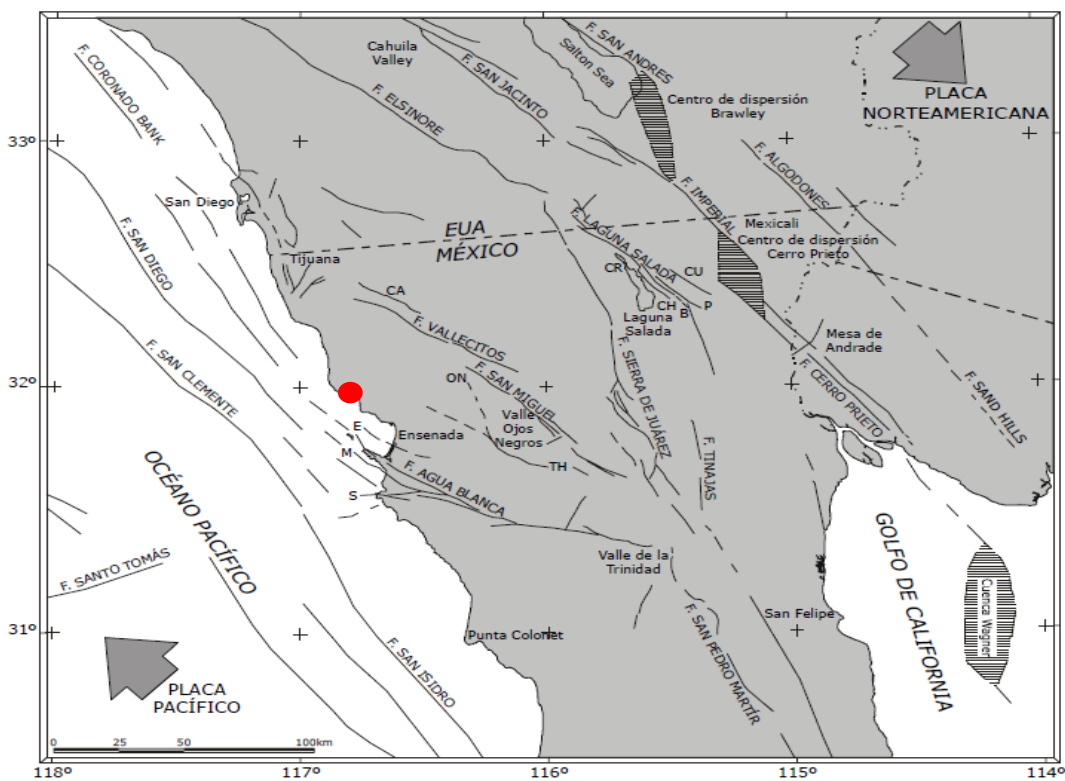 F. CORONADO BANK
Cahuila
Valley
F. SAN JACINTO
Salton Sea
F. SAN ANDRES
PLACA
NORTEAMERICANA
F. ELSINORE
Centro de dispersión
Brawley
33º
F. ALGODONES
San Diego
F. IMPERIAL
F. SAN DIEGO
EUA
MÉXICO
F. LAGUNA SALADA
Mexicali
Centro de dispersión
Cerro Prieto
Tijuana
CR
CU
CA
CH
B
P
Laguna
Salada
F. VALLECITOS
Mesa de
Andrade
F. SAN CLEMENTE
32º
ON
F. SAN MIGUEL
F. SIERRA DE JUÁREZ
F. CERRO PRIETO
F. SAND HILLS
E
Ensenada
Valle
Ojos
Negros
M
TH
F. TINAJAS
OCÉANO PACÍFICO
S
F. AGUA BLANCA
GOLFO DE CALIFORNIA
F. SANTO TOMÁS
Valle de la
Trinidad
Cuenca Wagner
31º
Punta Colonet
San Felipe
F. SAN ISIDRO
F. SAN PEDRO MARTÍR
PLACA
PACÍFICO
0 25 50 100km
118º 117º 116º 115º 114º